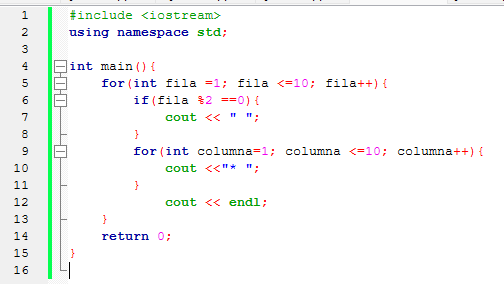 1 #include <iostream>
2 using namespace std;
3
4 int main(){
5 for(int fila =1; fila <=10; fila++){
6 if(fila %2 ==0){
7 cout << " ";
8 }
9 for(int columna=1; columna <=10; columna++){
10 cout <<"* ";
11 }
12 cout << endl;
13 }
14 return 0;
15 }
16